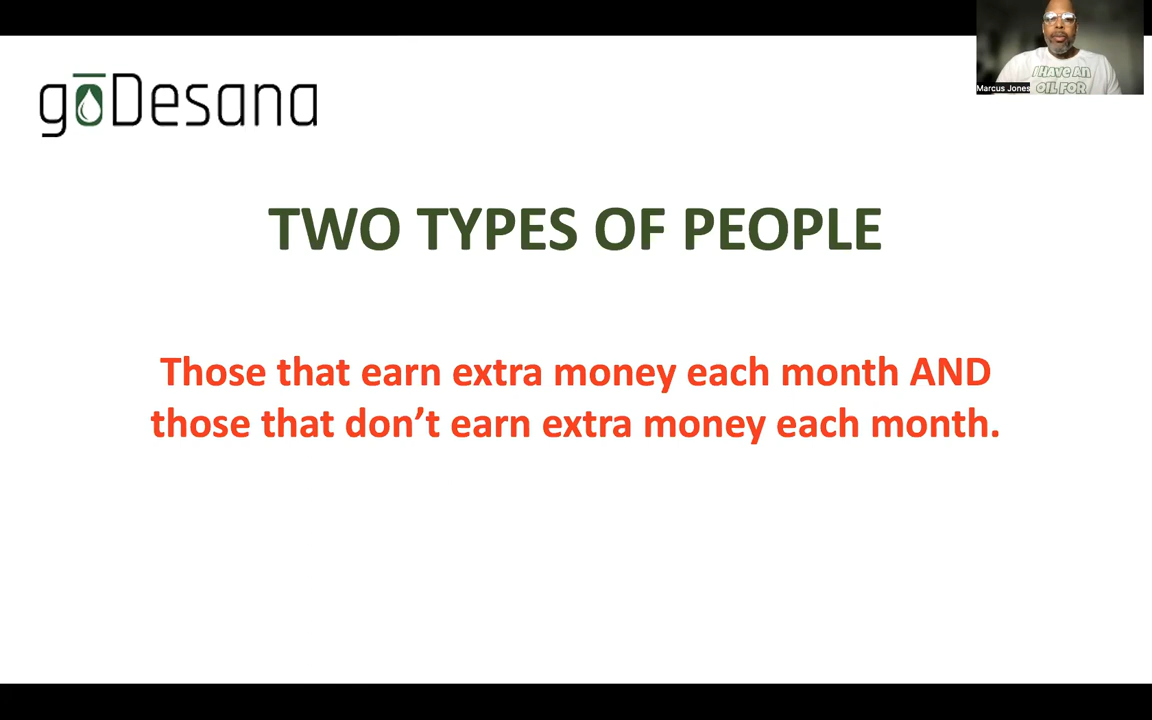 gōDesana
Marcus Jones
I HAVE AN
OIL FOR
TWO TYPES OF PEOPLE
Those that earn extra money each month AND
those that don’t earn extra money each month.